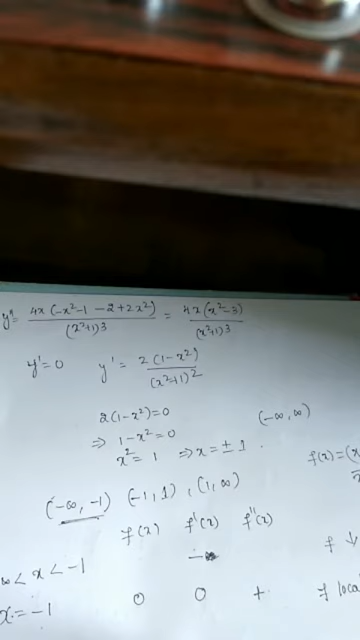 y'' = 4x(-x²-1-2+2x²)/(x²+1)³ = 4x(x²-3)/(x²+1)³
y' = 0 y' = 2(1-x²)/(x²+1)²
2(1-x²) = 0 (-∞, ∞)
⇒ 1-x² = 0
x² = 1 ⇒ x = ± 1 . f(x) = (x
(-∞, -1) (-1, 1) , (1, ∞)
f(x) f'(x) f''(x)
∞ < x < -1 - f ↓
x = -1 0 0 + f loca